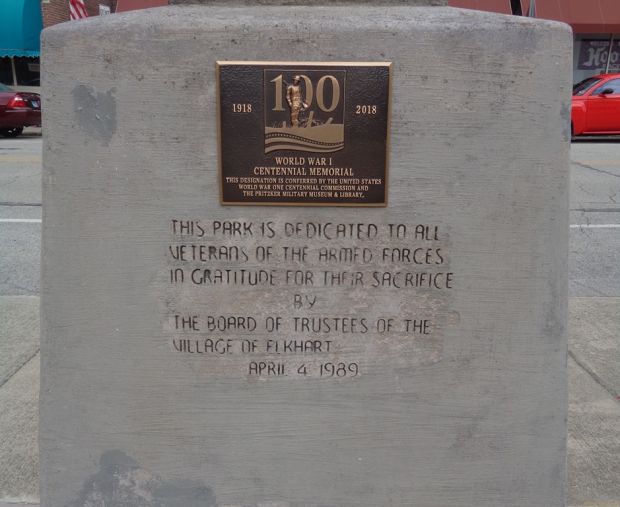 100
1918 2018
WORLD WAR I
CENTENNIAL MEMORIAL
THIS DESIGNATION IS CONFERRED BY THE UNITED STATES
WORLD WAR ONE CENTENNIAL COMMISSION AND
THE PRITZKER MILITARY MUSEUM & LIBRARY.
THIS PARK IS DEDICATED TO ALL
VETERANS OF THE ARMED FORCES
IN GRATITUDE FOR THEIR SACRIFICE
BY
THE BOARD OF TRUSTEES OF THE
VILLAGE OF ELKHART
APRIL 4 1989